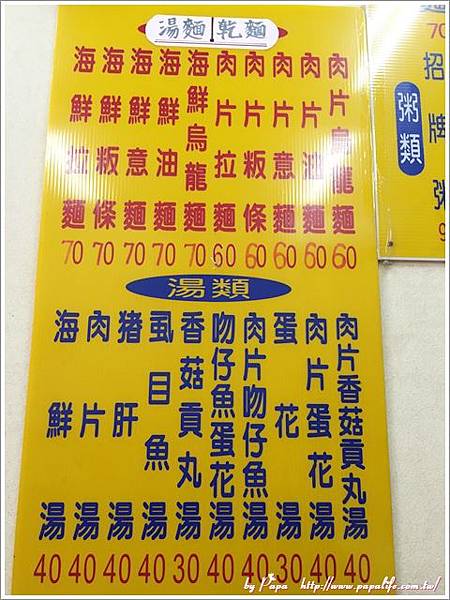 湯麵 乾麵
海鮮拉麵 70
海鮮粄條 70
海鮮意麵 70
海鮮油麵 70
海鮮烏龍麵 70
肉片拉麵 60
肉片粄條 60
肉片意麵 60
肉片油麵 60
肉片烏龍麵 60
湯類
海鮮湯 40
肉片湯 40
猪肝湯 40
虱目魚湯 40
香菇貢丸湯 30
吻仔魚蛋花湯 40
肉片吻仔魚湯 40
蛋花湯 30
肉片蛋花湯 40
肉片香菇貢丸湯 40
粥類
70
招牌粥
by Papa http://www.papalife.com.tw/